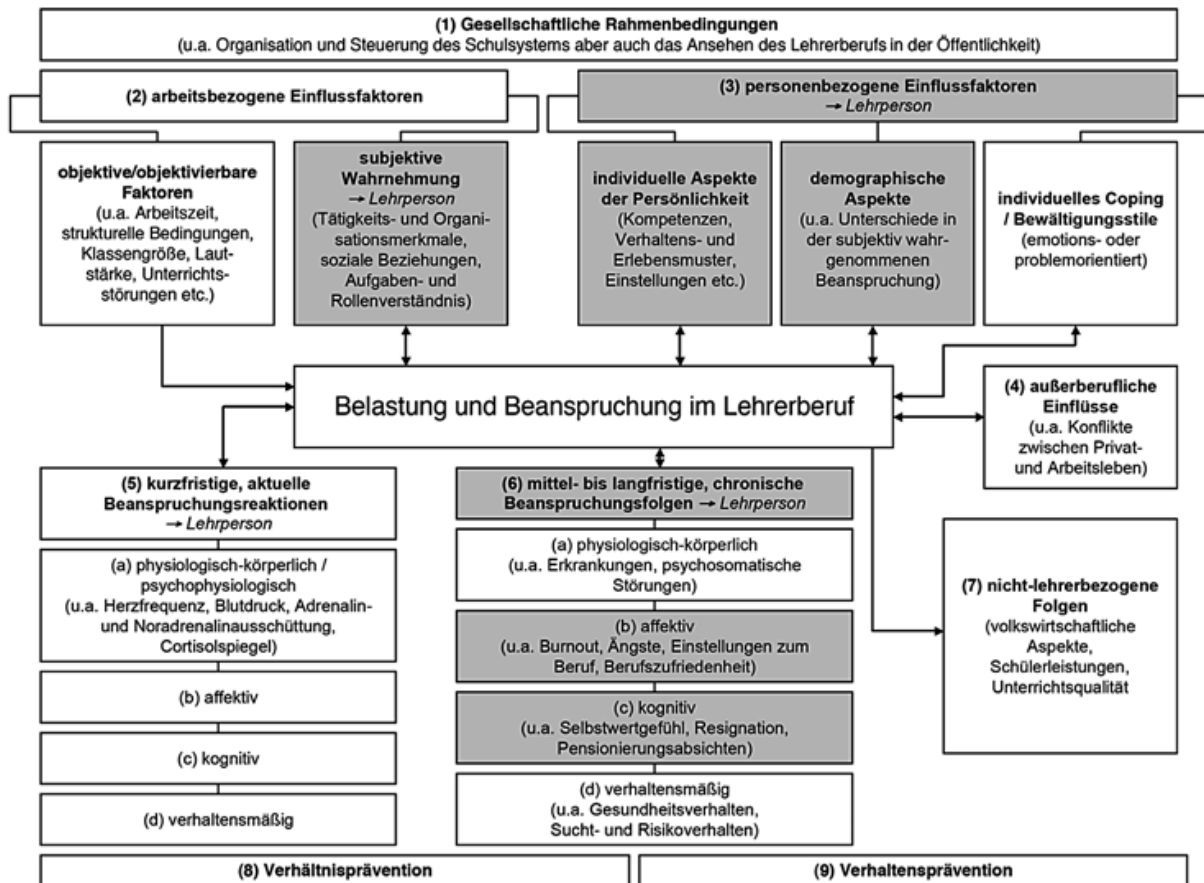 (1) Gesellschaftliche Rahmenbedingungen
(u.a. Organisation und Steuerung des Schulsystems aber auch das Ansehen des Lehrerberufs in der Öffentlichkeit)
(2) arbeitsbezogene Einflussfaktoren
(3) personenbezogene Einflussfaktoren
→ Lehrperson
objektive/objektivierbare
Faktoren
(u.a. Arbeitszeit,
strukturelle Bedingungen,
Klassengröße, Laut-
stärke, Unterrichts-
störungen etc.)
subjektive
Wahrnehmung
→ Lehrperson
(Tätigkeits- und Organi-
sationsmerkmale,
soziale Beziehungen,
Aufgaben- und
Rollenverständnis)
individuelle Aspekte
der Persönlichkeit
(Kompetenzen,
Verhaltens- und
Erlebensmuster,
Einstellungen etc.)
demographische
Aspekte
(u.a. Unterschiede in
der subjektiv wahr-
genommenen
Beanspruchung)
individuelles Coping
/ Bewältigungsstile
(emotions- oder
problemorientiert)
Belastung und Beanspruchung im Lehrerberuf
(4) außerberufliche
Einflüsse
(u.a. Konflikte
zwischen Privat-
und Arbeitsleben)
(5) kurzfristige, aktuelle
Beanspruchungsreaktionen
→ Lehrperson
(a) physiologisch-körperlich /
psychophysiologisch
(u.a. Herzfrequenz, Blutdruck, Adrenalin-
und Noradrenalinausschüttung,
Cortisolspiegel)
(b) affektiv
(c) kognitiv
(d) verhaltensmäßig
(6) mittel- bis langfristige, chronische
Beanspruchungsfolgen → Lehrperson
(a) physiologisch-körperlich
(u.a. Erkrankungen, psychosomatische
Störungen)
(b) affektiv
(u.a. Burnout, Ängste, Einstellungen zum
Beruf, Berufszufriedenheit)
(c) kognitiv
(u.a. Selbstwertgefühl, Resignation,
Pensionierungsabsichten)
(d) verhaltensmäßig
(u.a. Gesundheitsverhalten,
Sucht- und Risikoverhalten)
(7) nicht-lehrerbezogene
Folgen
(volkswirtschaftliche
Aspekte,
Schülerleistungen,
Unterrichtsqualität
(8) Verhältnisprävention
(9) Verhaltensprävention